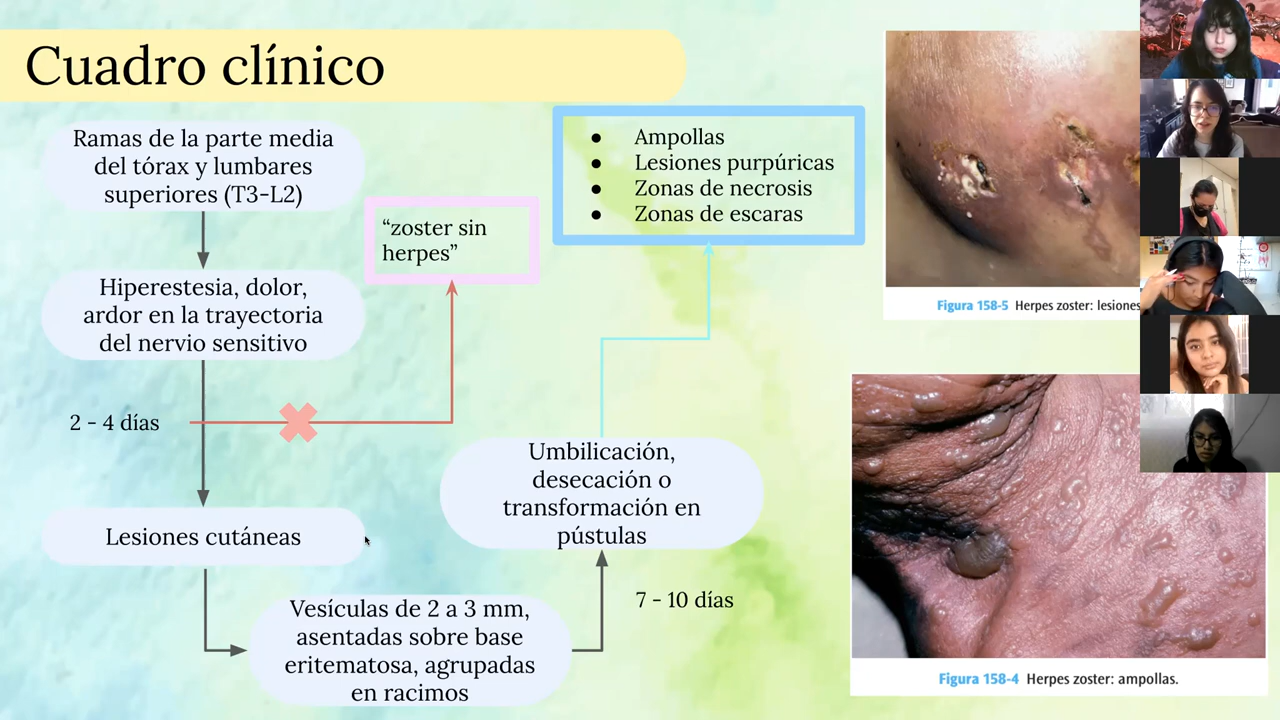 Cuadro clínico
Ramas de la parte media
del tórax y lumbares
superiores (T3-L2)
Hiperestesia, dolor,
ardor en la trayectoria
del nervio sensitivo
2 - 4 días
“zoster sin
herpes”
Lesiones cutáneas
Vesículas de 2 a 3 mm,
asentadas sobre base
eritematosa, agrupadas
en racimos
7 - 10 días
Umbilicación,
desecación o
transformación en
pústulas
● Ampollas
● Lesiones purpúricas
● Zonas de necrosis
● Zonas de escaras
Figura 158-5 Herpes zoster: lesiones
Figura 158-4 Herpes zoster: ampollas.